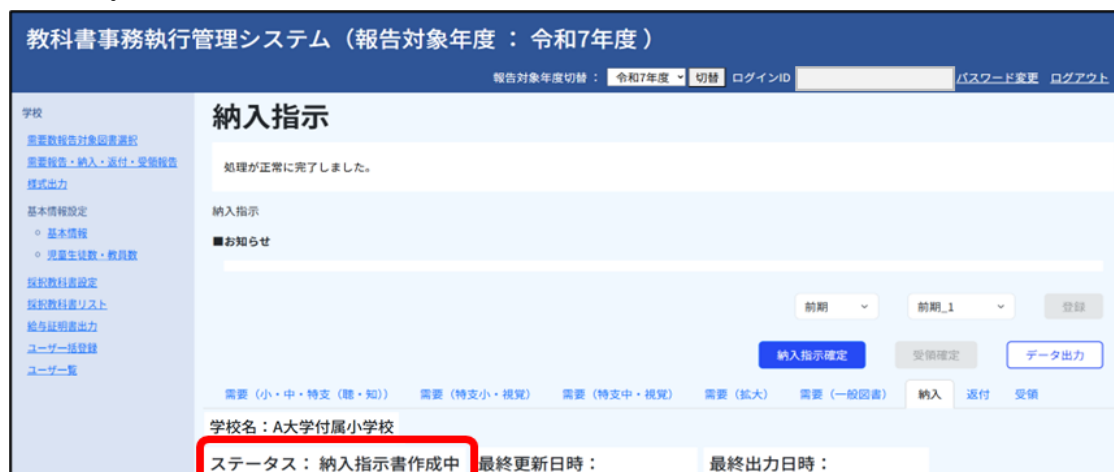 教科書事務執行管理システム（報告対象年度 ： 令和7年度 ）
報告対象年度切替 ： 令和7年度 切替 ログインID パスワード変更 ログアウト
学校
需要数報告対象図書選択
需要報告・納入・返付・受領報告
様式出力
基本情報設定
基本情報
児童生徒数・教員数
採択教科書設定
採択教科書リスト
給与証明書出力
ユーザー一括登録
ユーザー一覧
納入指示
処理が正常に完了しました。
納入指示
■お知らせ
前期 前期_1 登録
納入指示確定 受領確定 データ出力
需要（小・中・特支（聴・知）） 需要（特支小・視覚） 需要（特支中・視覚） 需要（拡大） 需要（一般図書） 納入 返付 受領
学校名：A大学付属小学校
ステータス： 納入指示書作成中 最終更新日時： 最終出力日時：